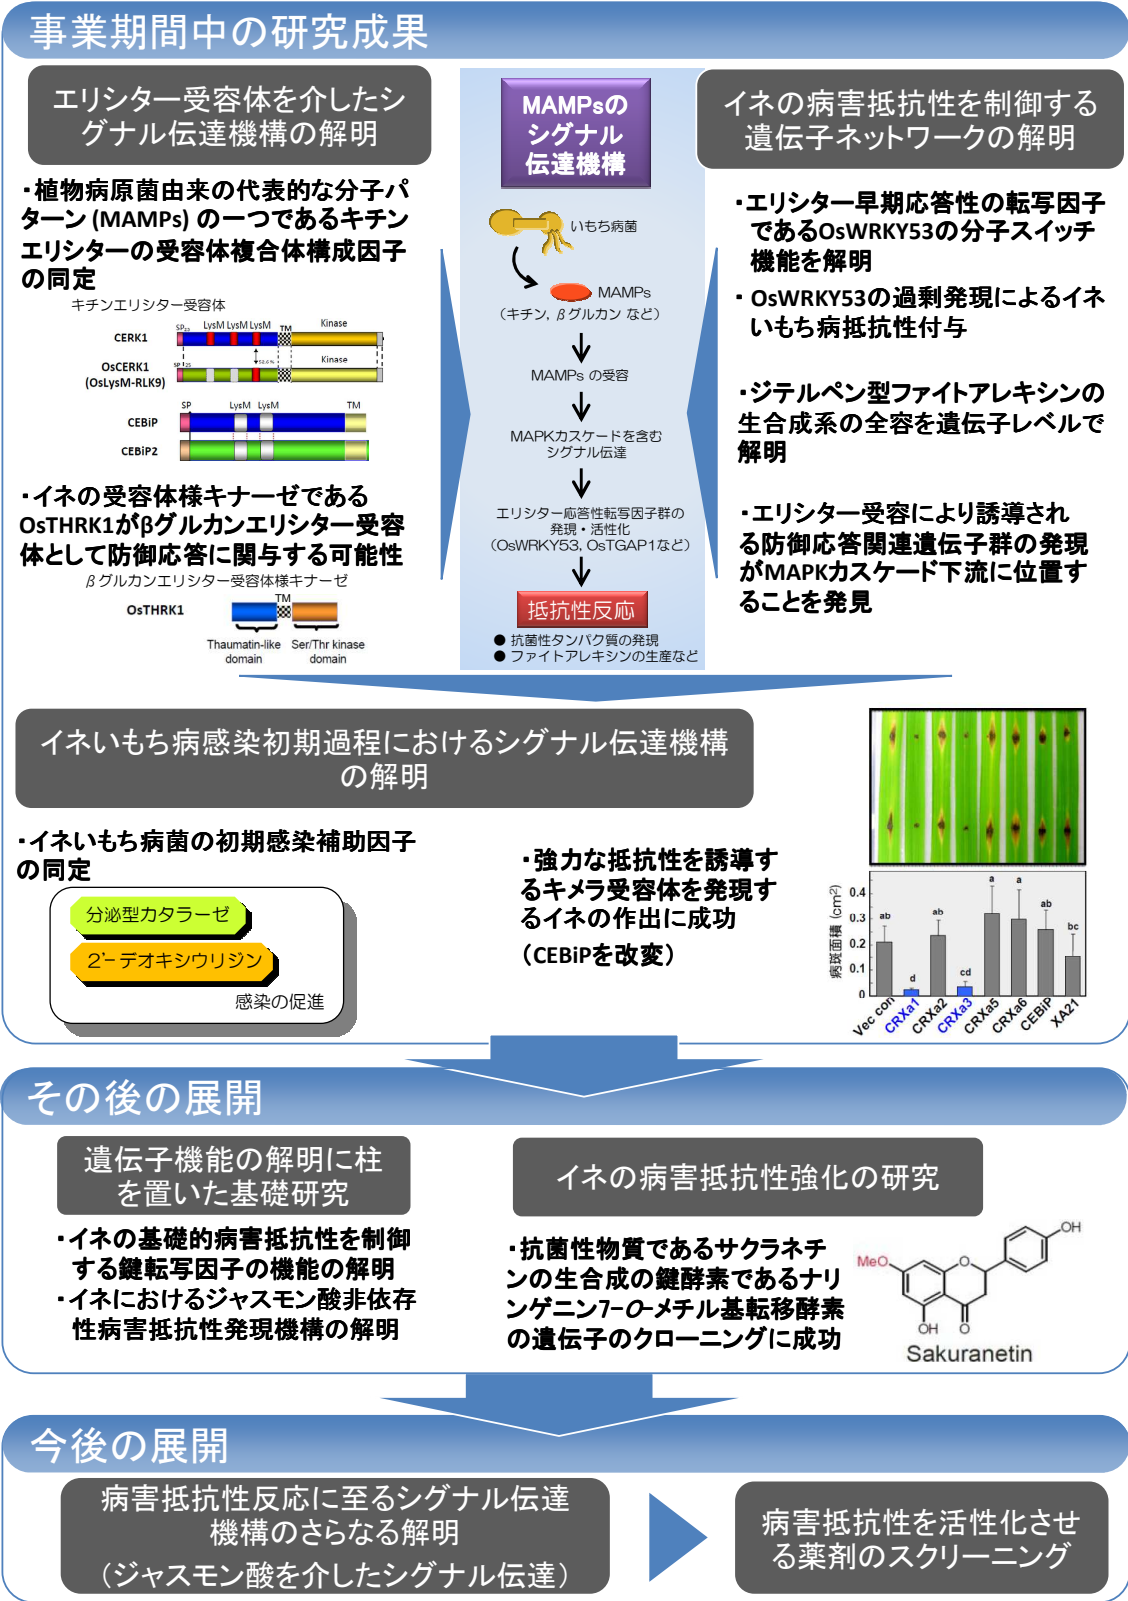 事業期間中の研究成果
エリシター受容体を介したシ
グナル伝達機構の解明
・植物病原菌由来の代表的な分子パ
ターン (MAMPs) の一つであるキチン
エリシターの受容体複合体構成因子
の同定
キチンエリシター受容体
SP LysM LysM LysM TM Kinase
CERK1
SP Kinase
OsCERK1
(OsLysM-RLK9)
SP LysM LysM TM
CEBiP
CEBiP2
・イネの受容体様キナーゼである
OsTHRK1がβグルカンエリシター受容
体として防御応答に関与する可能性
βグルカンエリシター受容体様キナーゼ
TM
OsTHRK1
Thaumatin-like Ser/Thr kinase
domain domain
MAMPsの
シグナル
伝達機構
いもち病菌
MAMPs
(キチン, βグルカン など)
MAMPs の受容
MAPKカスケードを含む
シグナル伝達
エリシター応答性転写因子群の
発現・活性化
(OsWRKY53, OsTGAP1など)
抵抗性反応
● 抗菌性タンパク質の発現
● ファイトアレキシンの生産など
イネの病害抵抗性を制御する
遺伝子ネットワークの解明
・エリシター早期応答性の転写因子
であるOsWRKY53の分子スイッチ
機能を解明
・OsWRKY53の過剰発現によるイネ
いもち病抵抗性付与
・ジテルペン型ファイトアレキシンの
生合成系の全容を遺伝子レベルで
解明
・エリシター受容により誘導され
る防御応答関連遺伝子群の発現
がMAPKカスケード下流に位置す
ることを発見
イネいもち病感染初期過程におけるシグナル伝達機構
の解明
・イネいもち病菌の初期感染補助因子
の同定
分泌型カタラーゼ
2'-デオキシウリジン
感染の促進
・強力な抵抗性を誘導す
るキメラ受容体を発現す
るイネの作出に成功
（CEBiPを改変）
病斑面積 (cm²)
0.4
0.3
0.2
0.1
0
ab d ab cd a a ab bc
Vec con CRXa1 CRXa2 CRXa3 CRXa5 CRXa6 CEBiP XA21
その後の展開
遺伝子機能の解明に柱
を置いた基礎研究
・イネの基礎的病害抵抗性を制御
する鍵転写因子の機能の解明
・イネにおけるジャスモン酸非依存
性病害抵抗性発現機構の解明
イネの病害抵抗性強化の研究
・抗菌性物質であるサクラネチ
ンの生合成の鍵酵素であるナリ
ンゲニン7-O-メチル基転移酵素
の遺伝子のクローニングに成功
OH
MeO
O
OH O
Sakuranetin
今後の展開
病害抵抗性反応に至るシグナル伝達
機構のさらなる解明
（ジャスモン酸を介したシグナル伝達）
病害抵抗性を活性化させ
る薬剤のスクリーニング